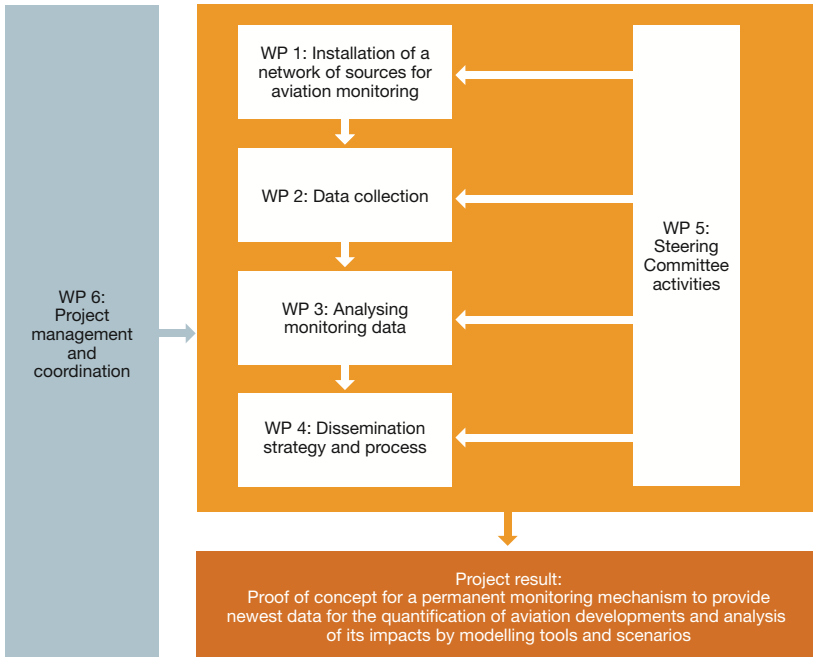 WP 6:
Project
management
and
coordination
WP 1: Installation of a
network of sources for
aviation monitoring
WP 2: Data collection
WP 3: Analysing
monitoring data
WP 4: Dissemination
strategy and process
WP 5:
Steering
Committee
activities
Project result:
Proof of concept for a permanent monitoring mechanism to provide
newest data for the quantification of aviation developments and analysis
of its impacts by modelling tools and scenarios